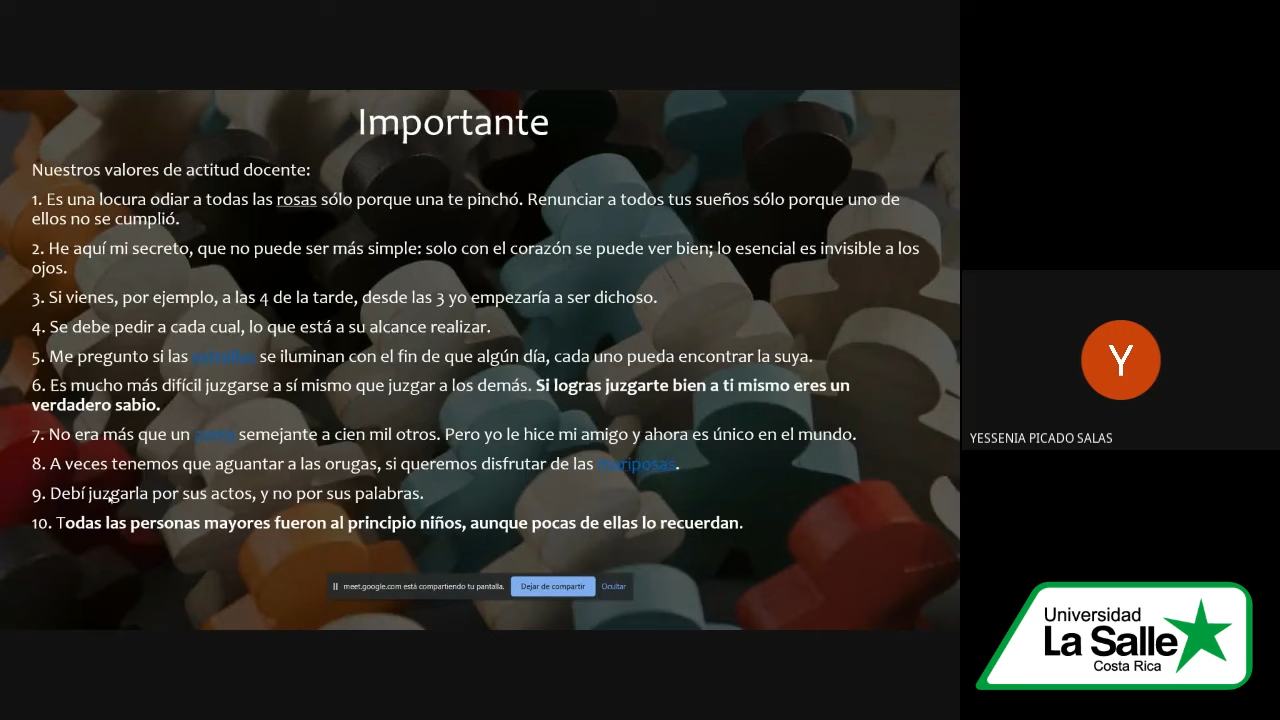 Importante
Nuestros valores de actitud docente:
1. Es una locura odiar a todas las rosas sólo porque una te pinchó. Renunciar a todos tus sueños sólo porque uno de
ellos no se cumplió.
2. He aquí mi secreto, que no puede ser más simple: solo con el corazón se puede ver bien; lo esencial es invisible a los
ojos.
3. Si vienes, por ejemplo, a las 4 de la tarde, desde las 3 yo empezaría a ser dichoso.
4. Se debe pedir a cada cual, lo que está a su alcance realizar.
5. Me pregunto si las estrellas se iluminan con el fin de que algún día, cada uno pueda encontrar la suya.
6. Es mucho más difícil juzgarse a sí mismo que juzgar a los demás. Si logras juzgarte bien a ti mismo eres un
verdadero sabio.
7. No era más que un semejante a cien mil otros. Pero yo le hice mi amigo y ahora es único en el mundo.
8. A veces tenemos que aguantar a las orugas, si queremos disfrutar de las mariposas.
9. Debí juzgarla por sus actos, y no por sus palabras.
10. Todas las personas mayores fueron al principio niños, aunque pocas de ellas lo recuerdan.
meet.google.com está compartiendo tu pantalla. Dejar de compartir Ocultar
Y
YESSENIA PICADO SALAS
Universidad
La Salle
Costa Rica